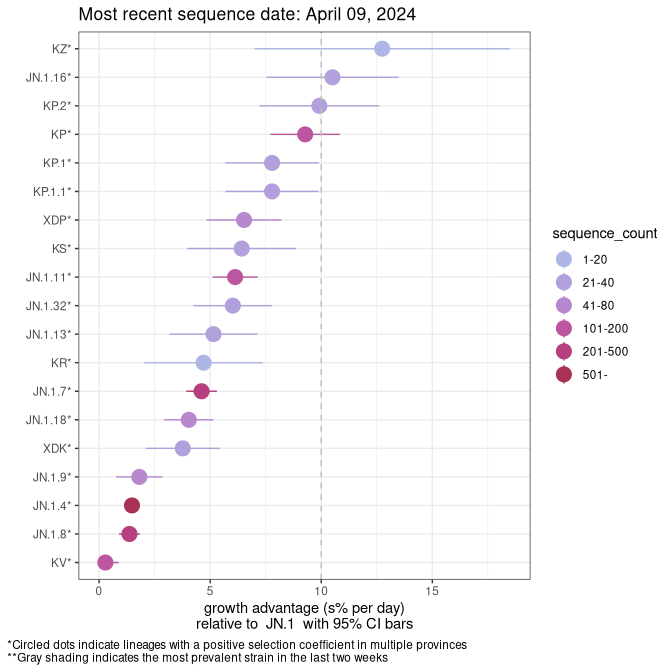 Most recent sequence date: April 09, 2024
KZ*
JN.1.16*
KP.2*
KP*
KP.1*
KP.1.1*
XDP*
KS*
JN.1.11*
JN.1.32*
JN.1.13*
KR*
JN.1.7*
JN.1.18*
XDK*
JN.1.9*
JN.1.4*
JN.1.8*
KV*
0 5 10 15
growth advantage (s% per day)
relative to JN.1 with 95% CI bars
sequence_count
1-20
21-40
41-80
101-200
201-500
501-
*Circled dots indicate lineages with a positive selection coefficient in multiple provinces
**Gray shading indicates the most prevalent strain in the last two weeks